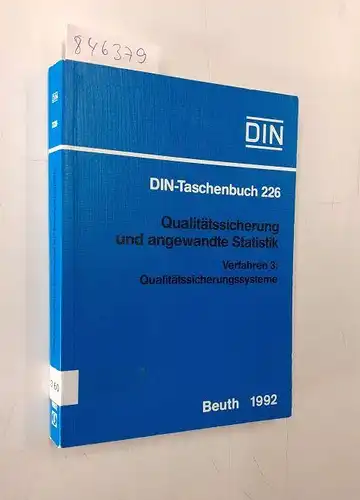 846379
DIN
DIN-Taschenbuch 226
Qualitätssicherung
und angewandte Statistik
Verfahren 3:
Qualitätssicherungssysteme
Beuth 1992